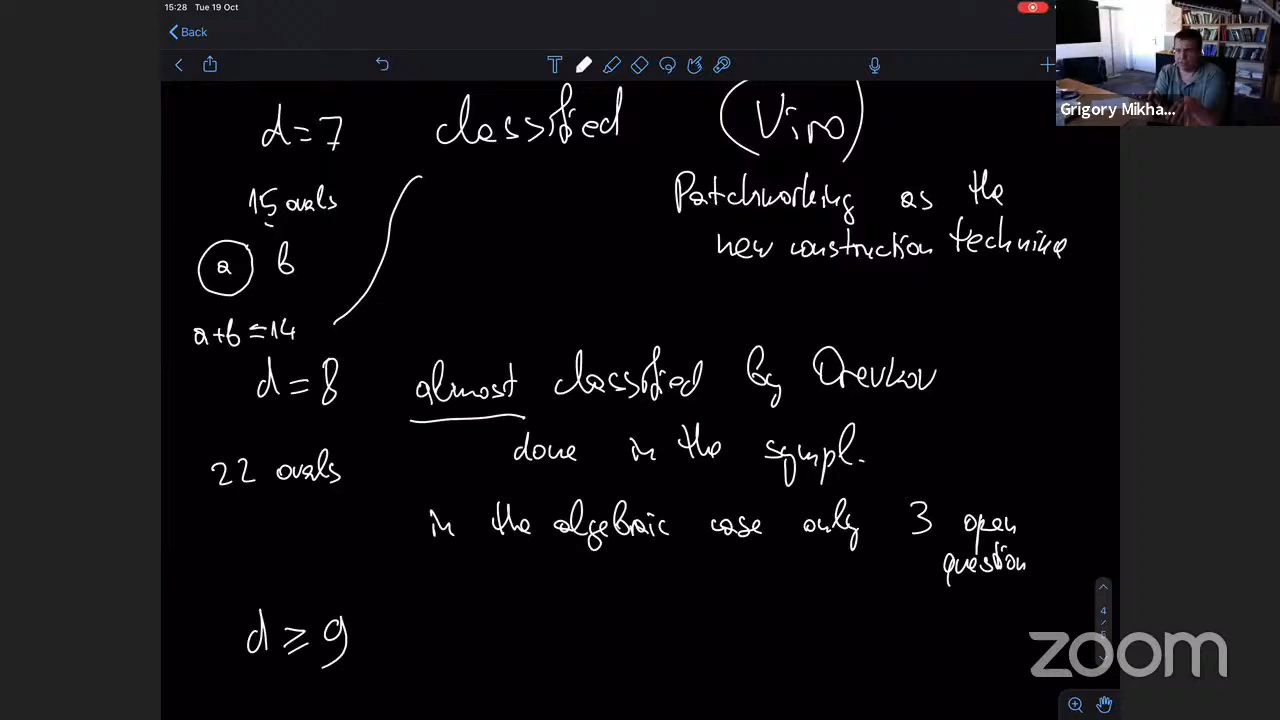 15:28 Tue 19 Oct
Back
Grigory Mikha...
d=7 classified (Viro)
15 ovals
Patchworking as the
new construction technike
a b
a+b=14
d=8 almost classified by Orevkov
done in the sympl.
22 ovals
in the algebraic case only 3 open
question
d≥9
4
zoom